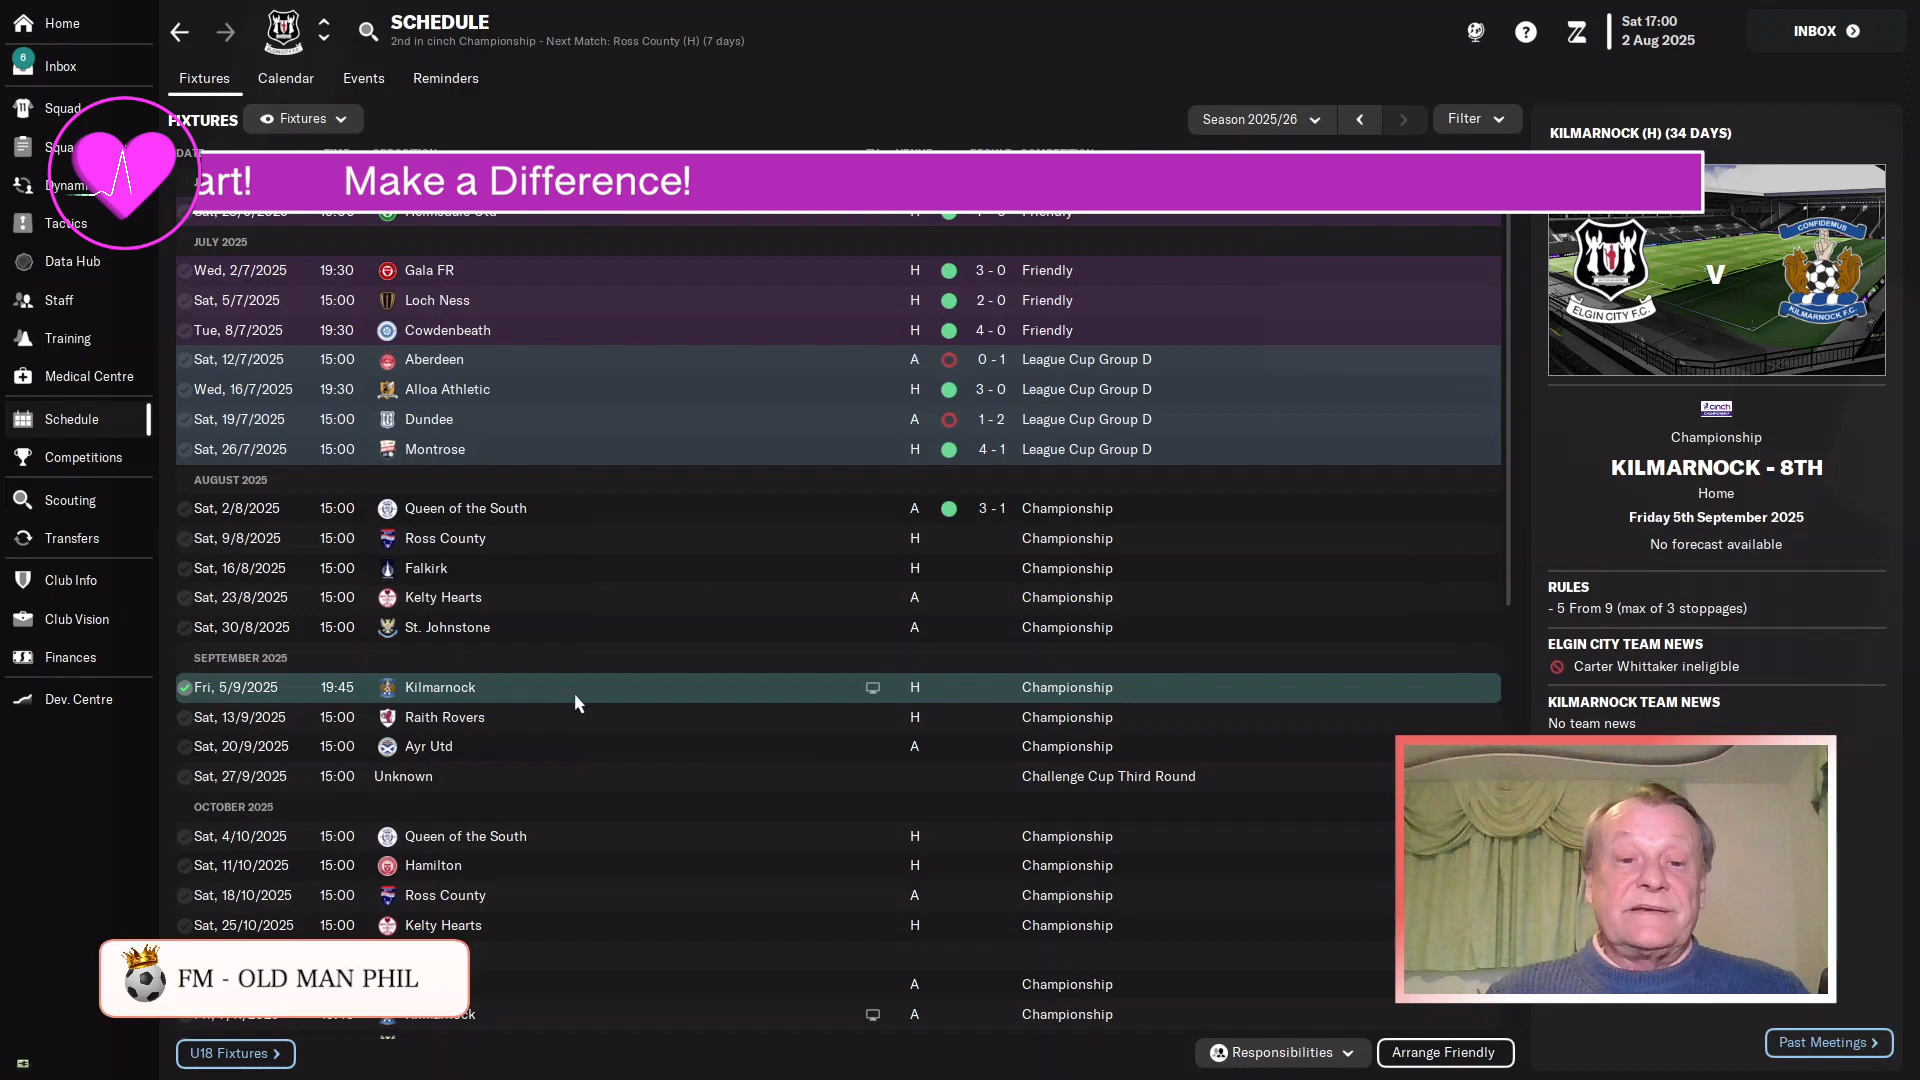 Home
SCHEDULE
2nd in cinch Championship - Next Match: Ross County (H) (7 days)
Sat 17:00
2 Aug 2025
INBOX
6
Inbox
Fixtures Calendar Events Reminders
Squad
FIXTURES Fixtures
Season 2025/26
Filter
KILMARNOCK (H) (34 DAYS)
art! Make a Difference!
Tactics
JULY 2025
Data Hub
Wed, 2/7/2025 19:30 Gala FR H 3 - 0 Friendly
Staff
Sat, 5/7/2025 15:00 Loch Ness H 2 - 0 Friendly
Training
Tue, 8/7/2025 19:30 Cowdenbeath H 4 - 0 Friendly
Sat, 12/7/2025 15:00 Aberdeen A 0 - 1 League Cup Group D
Medical Centre
Wed, 16/7/2025 19:30 Alloa Athletic H 3 - 0 League Cup Group D
Schedule
Sat, 19/7/2025 15:00 Dundee A 1 - 2 League Cup Group D
Competitions
Sat, 26/7/2025 15:00 Montrose H 4 - 1 League Cup Group D
AUGUST 2025
Scouting
Sat, 2/8/2025 15:00 Queen of the South A 3 - 1 Championship
Transfers
Sat, 9/8/2025 15:00 Ross County H Championship
Sat, 16/8/2025 15:00 Falkirk H Championship
Club Info
Sat, 23/8/2025 15:00 Kelty Hearts A Championship
Club Vision
Sat, 30/8/2025 15:00 St. Johnstone A Championship
Finances
SEPTEMBER 2025
Fri, 5/9/2025 19:45 Kilmarnock H Championship
Dev. Centre
Sat, 13/9/2025 15:00 Raith Rovers H Championship
Sat, 20/9/2025 15:00 Ayr Utd A Championship
Sat, 27/9/2025 15:00 Unknown Challenge Cup Third Round
OCTOBER 2025
Sat, 4/10/2025 15:00 Queen of the South H Championship
Sat, 11/10/2025 15:00 Hamilton H Championship
Sat, 18/10/2025 15:00 Ross County A Championship
Sat, 25/10/2025 15:00 Kelty Hearts H Championship
A Championship
A Championship
FM - OLD MAN PHIL
U18 Fixtures
Responsibilities
Arrange Friendly
ELGIN CITY F.C.
V
CONFIDEMUS
KILMARNOCK F.C.
cinch
Championship
KILMARNOCK - 8TH
Home
Friday 5th September 2025
No forecast available
RULES
- 5 From 9 (max of 3 stoppages)
ELGIN CITY TEAM NEWS
Carter Whittaker ineligible
KILMARNOCK TEAM NEWS
No team news
Past Meetings